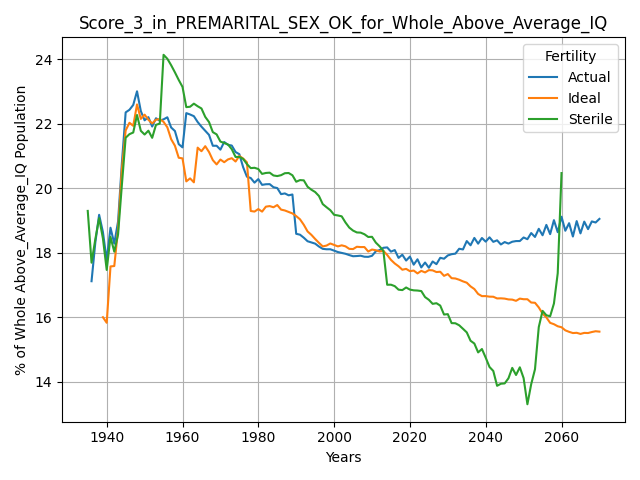 Score_3_in_PREMARITAL_SEX_OK_for_Whole_Above_Average_IQ
% of Whole Above_Average_IQ Population
24
22
20
18
16
14
Fertility
Actual
Ideal
Sterile
1940 1960 1980 2000 2020 2040 2060
Years